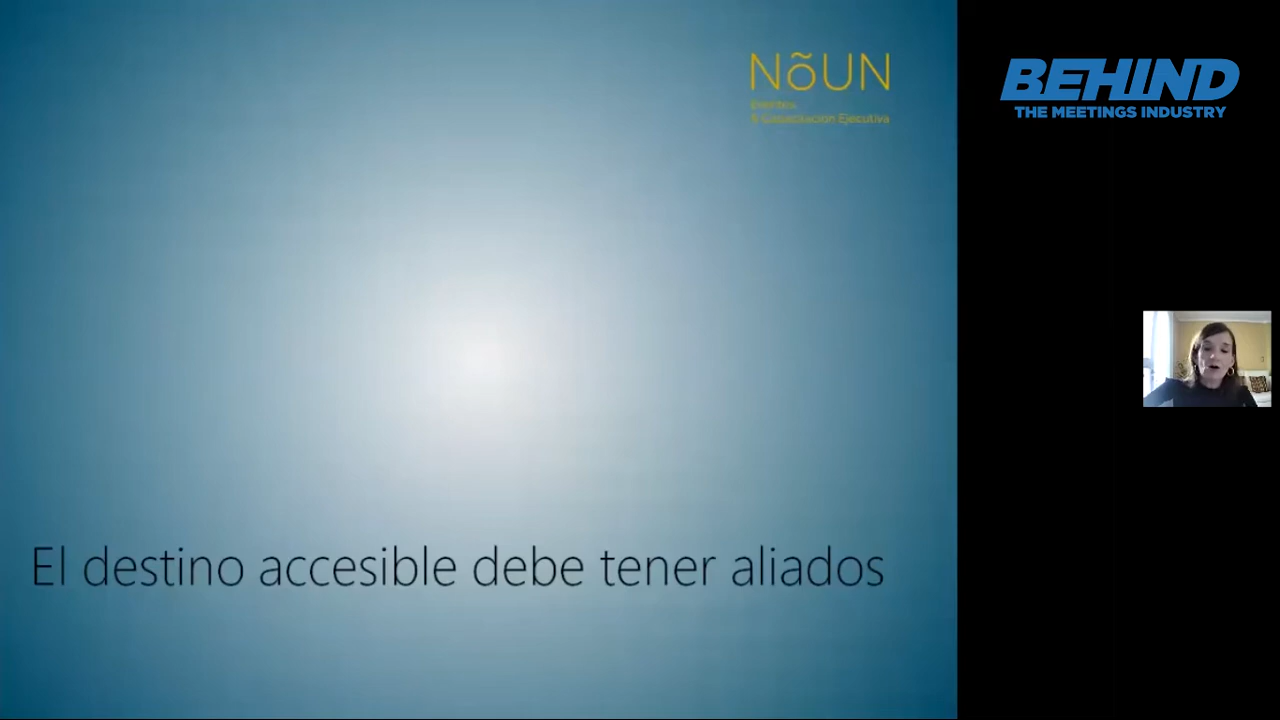 NõUN
Eventos
& Capacitación Ejecutiva
BEHIND
THE MEETINGS INDUSTRY
El destino accesible debe tener aliados